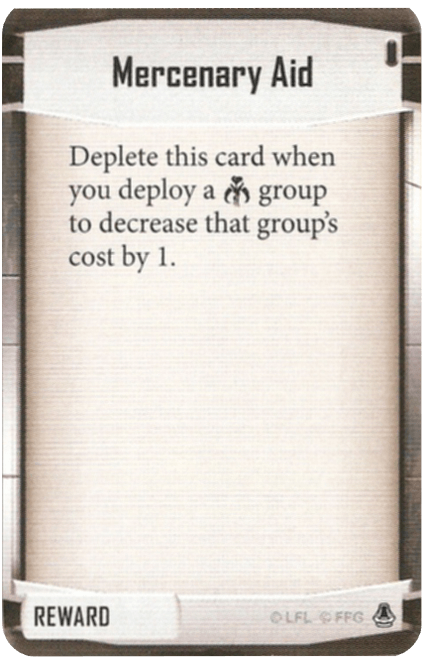 Mercenary Aid
Deplete this card when
you deploy a group
to decrease that group's
cost by 1.
REWARD
©LFL ©FFG